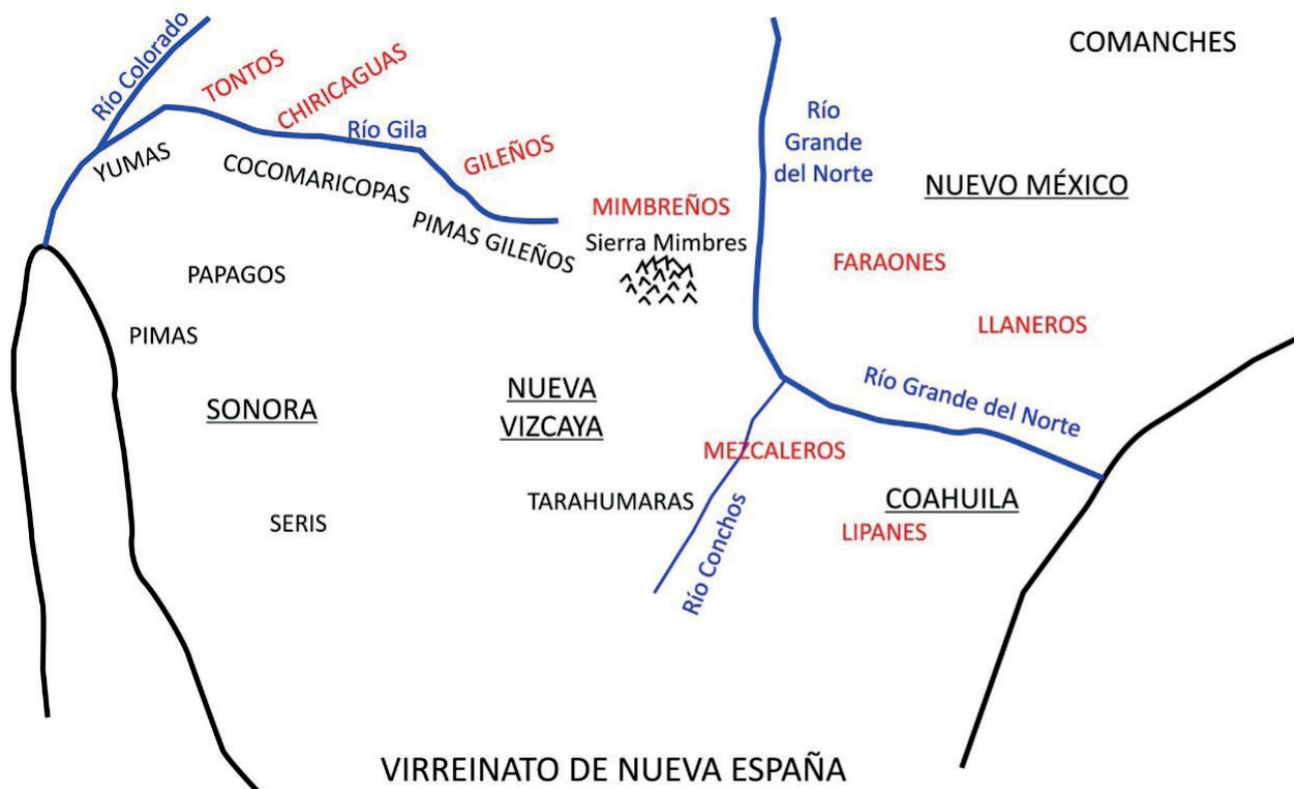 COMANCHES
Río Colorado
TONTOS
CHIRICAGUAS
Río Gila
GILEÑOS
Río
Grande
del Norte
YUMAS
COCOMARICOPAS
PIMAS GILEÑOS
NUEVO MÉXICO
MIMBREÑOS
Sierra Mimbres
FARAONES
PAPAGOS
PIMAS
LLANEROS
SONORA
NUEVA
VIZCAYA
Río Grande del Norte
MEZCALEROS
TARAHUMARAS
COAHUILA
SERIS
LIPANES
Río Conchos
VIRREINATO DE NUEVA ESPAÑA